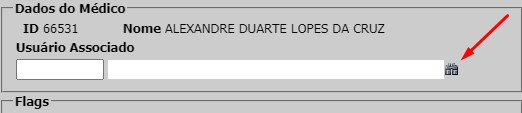 Dados do Médico
ID 66531 Nome ALEXANDRE DUARTE LOPES DA CRUZ
Usuário Associado
Flags